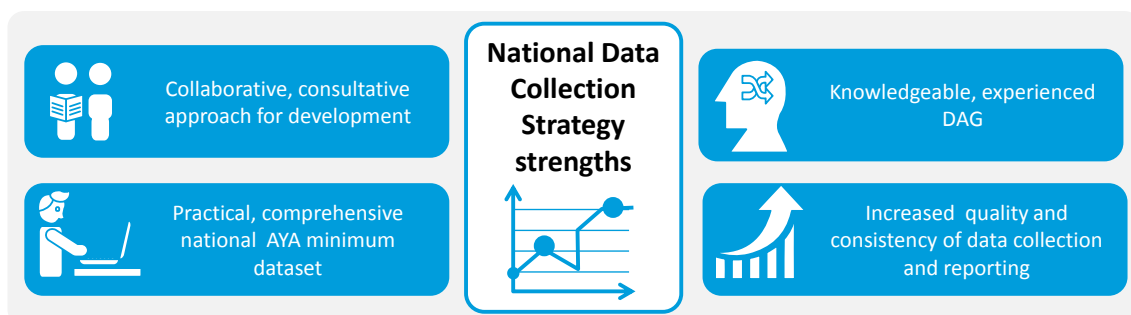 Collaborative, consultative
approach for development
Practical, comprehensive
national AYA minimum
dataset
National Data
Collection
Strategy
strengths
Knowledgeable, experienced
DAG
Increased quality and
consistency of data collection
and reporting